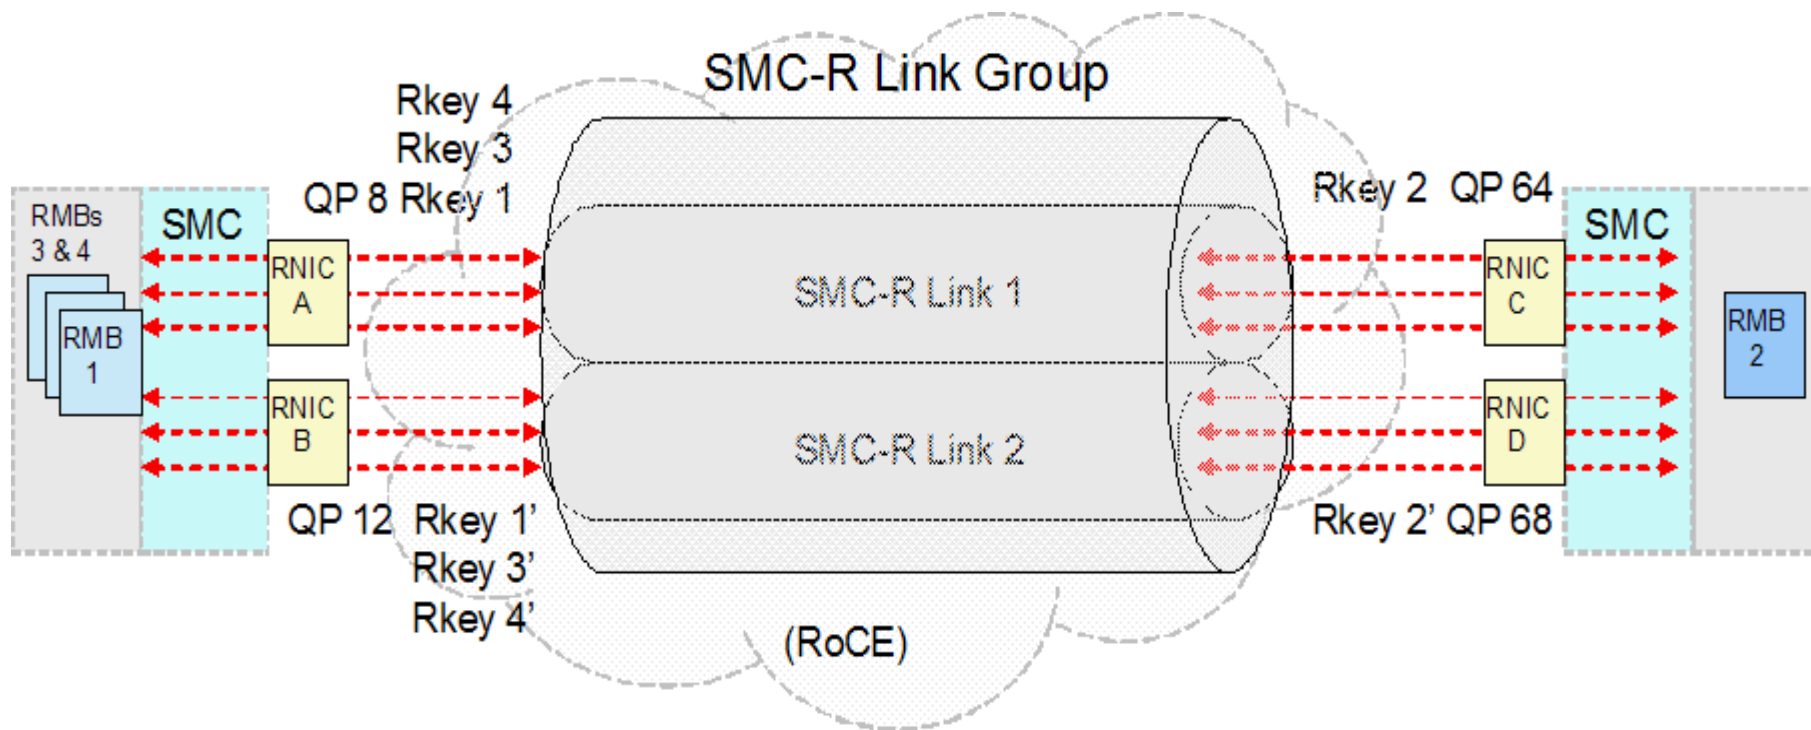 SMC-R Link Group
Rkey 4
Rkey 3
QP 8 Rkey 1
Rkey 2 QP 64
RMBs
3 & 4
SMC
RNIC
A
RMB
1
RNIC
B
SMC-R Link 1
SMC-R Link 2
SMC
RNIC
C
RMB
2
RNIC
D
QP 12 Rkey 1’
Rkey 3’
Rkey 4’
Rkey 2’ QP 68
(RoCE)